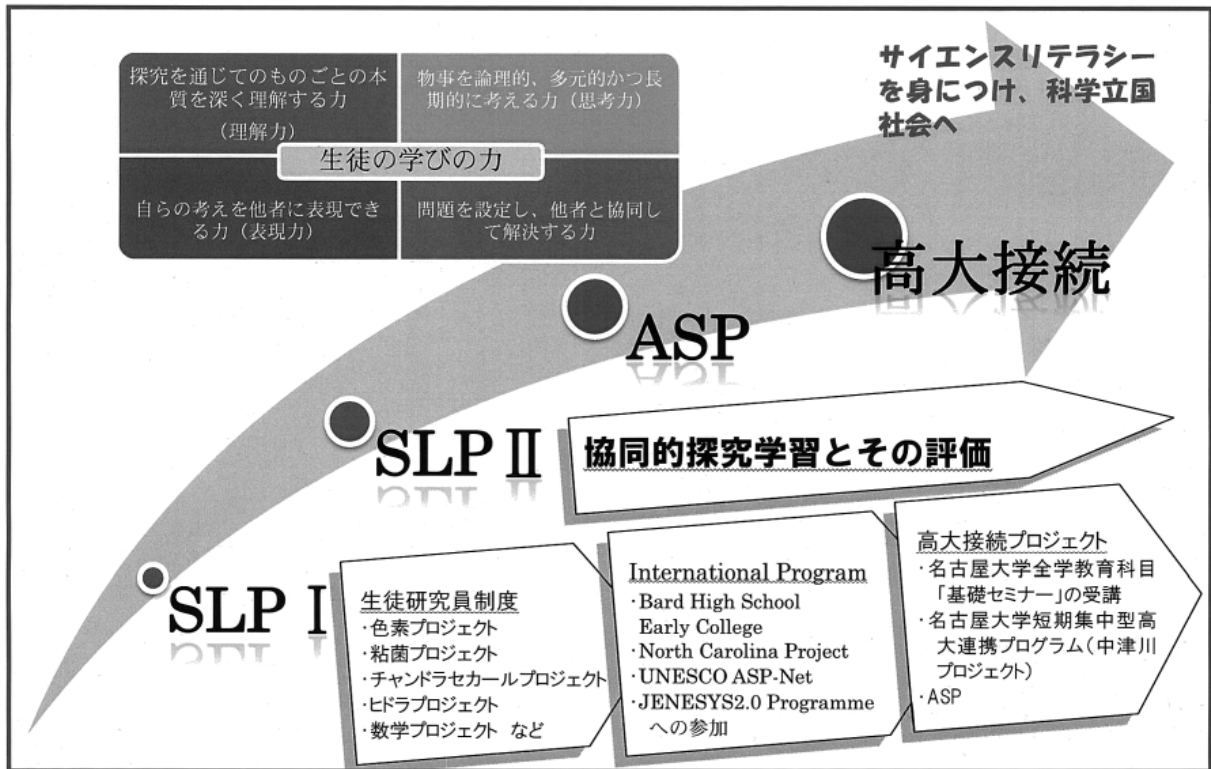 探究を通じてのものごとの本
質を深く理解する力
（理解力）
物事を論理的、多元的かつ長
期的に考える力（思考力）
生徒の学びの力
自らの考えを他者に表現でき
る力（表現力）
問題を設定し、他者と協同し
て解決する力
サイエンスリテラシー
を身につけ、科学立国
社会へ
高大接続
ASP
SLP Ⅱ
協同的探究学習とその評価
SLP Ⅰ
生徒研究員制度
・色素プロジェクト
・粘菌プロジェクト
・チャンドラセカールプロジェクト
・ヒドラプロジェクト
・数学プロジェクト など
International Program
・Bard High School
Early College
・North Carolina Project
・UNESCO ASP-Net
・JENESYS2.0 Programme
への参加
高大接続プロジェクト
・名古屋大学全学教育科目
「基礎セミナー」の受講
・名古屋大学短期集中型高
大連携プログラム（中津川
プロジェクト）
・ASP